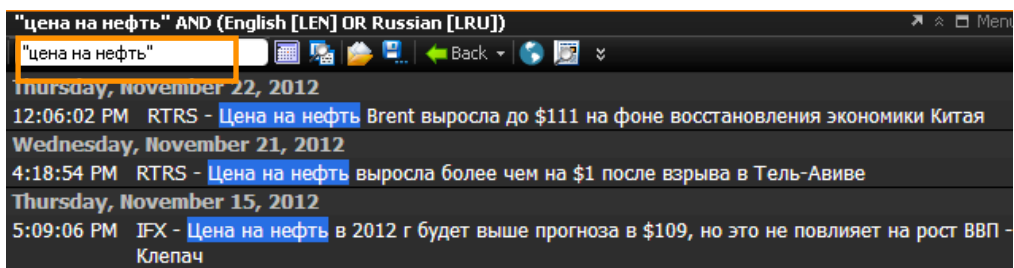 "цена на нефть" AND (English [LEN] OR Russian [LRU]) Menu
"цена на нефть" Back
Thursday, November 22, 2012
12:06:02 PM RTRS - Цена на нефть Brent выросла до $111 на фоне восстановления экономики Китая
Wednesday, November 21, 2012
4:18:54 PM RTRS - Цена на нефть выросла более чем на $1 после взрыва в Тель-Авиве
Thursday, November 15, 2012
5:09:06 PM IFX - Цена на нефть в 2012 г будет выше прогноза в $109, но это не повлияет на рост ВВП -
Клепач